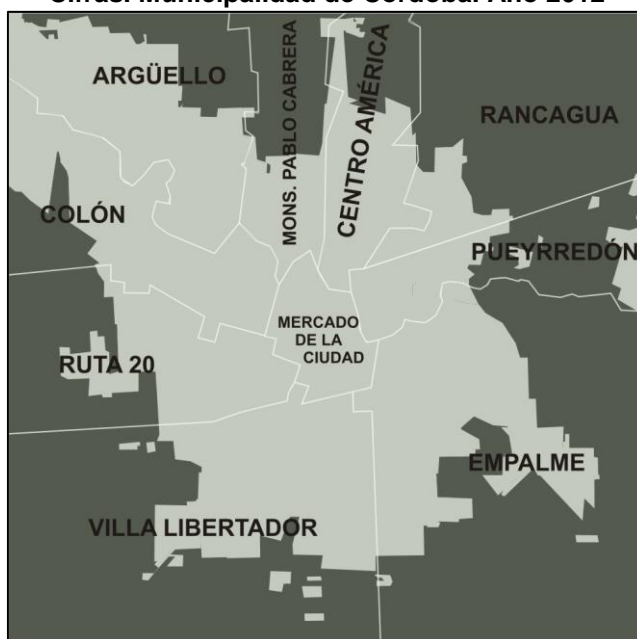 Cifras: Municipalidad de Córdoba. Año 2012
ARGÜELLO
MONS. PABLO CABRERA
CENTRO AMÉRICA
RANCAGUA
COLÓN
PUEYRREDÓN
MERCADO
DE LA
CIUDAD
RUTA 20
EMPALME
VILLA LIBERTADOR